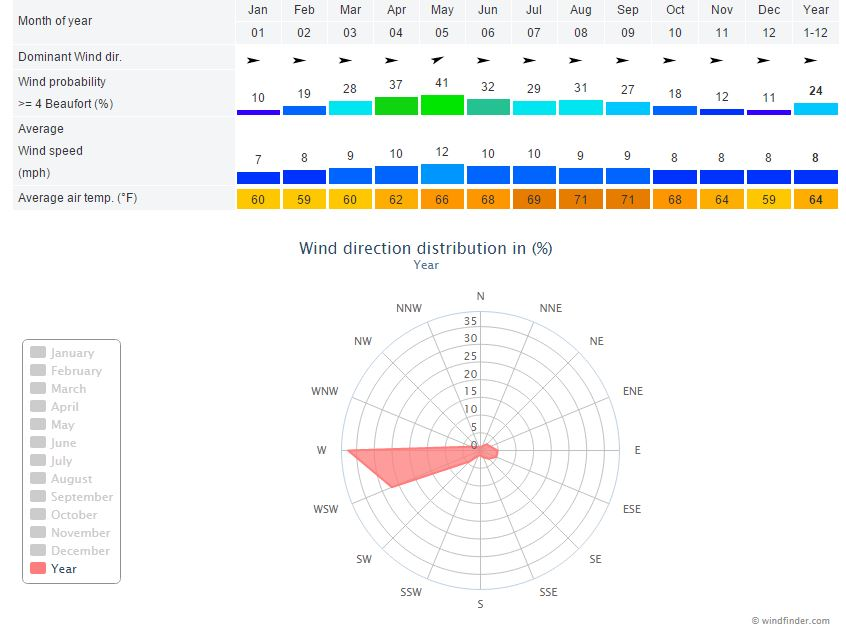 Month of year Jan Feb Mar Apr May Jun Jul Aug Sep Oct Nov Dec Year
01 02 03 04 05 06 07 08 09 10 11 12 1-12
Dominant Wind dir.
Wind probability
>= 4 Beaufort (%) 10 19 28 37 41 32 29 31 27 18 12 11 24
Average
Wind speed
(mph) 7 8 9 10 12 10 10 9 9 8 8 8 8
Average air temp. (°F) 60 59 60 62 66 68 69 71 71 68 64 59 64
Wind direction distribution in (%)
Year
N
NNW NNE
NW NE
WNW ENE
W E
WSW ESE
SW SE
SSW SSE
S
35
30
25
20
15
10
5
0
January
February
March
April
May
June
July
August
September
October
November
December
Year
© windfinder.com